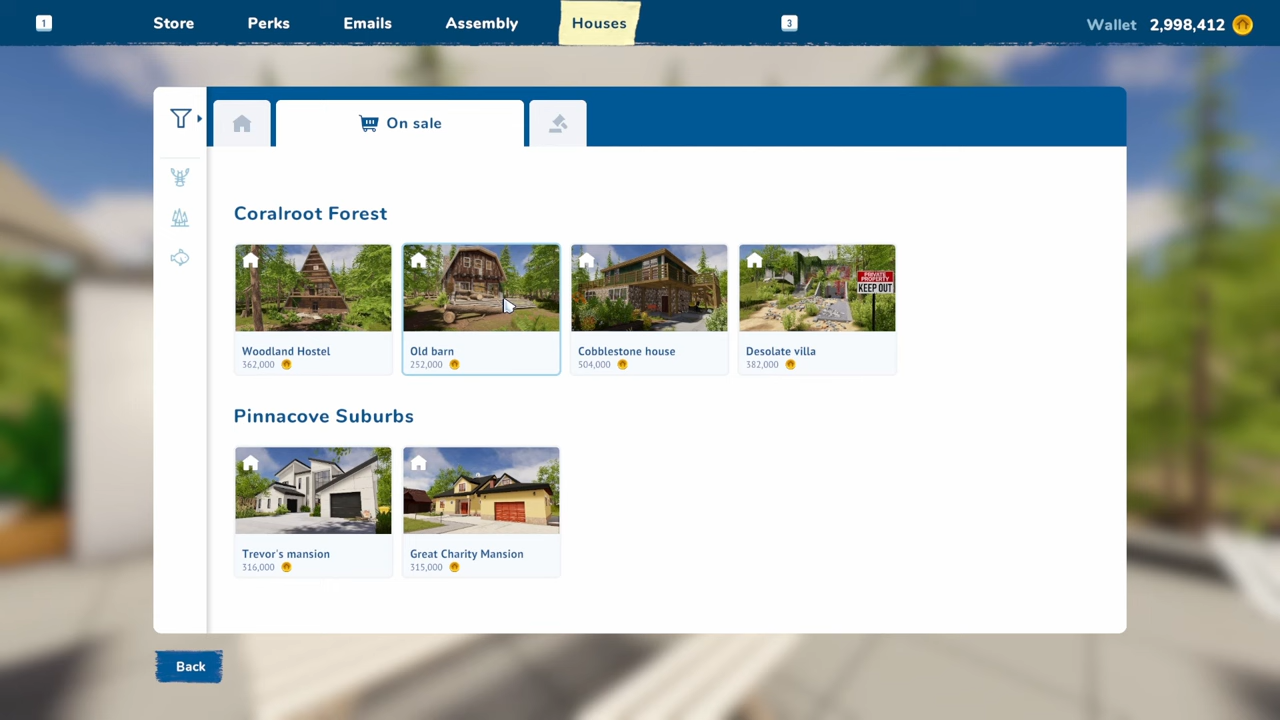 1 Store Perks Emails Assembly Houses 3 Wallet 2,998,412
On sale
Coralroot Forest
PRIVATE
PROPERTY
KEEP OUT
Woodland Hostel Old barn Cobblestone house Desolate villa
362,000 252,000 504,000 382,000
Pinnacove Suburbs
Trevor's mansion Great Charity Mansion
316,000 315,000
Back